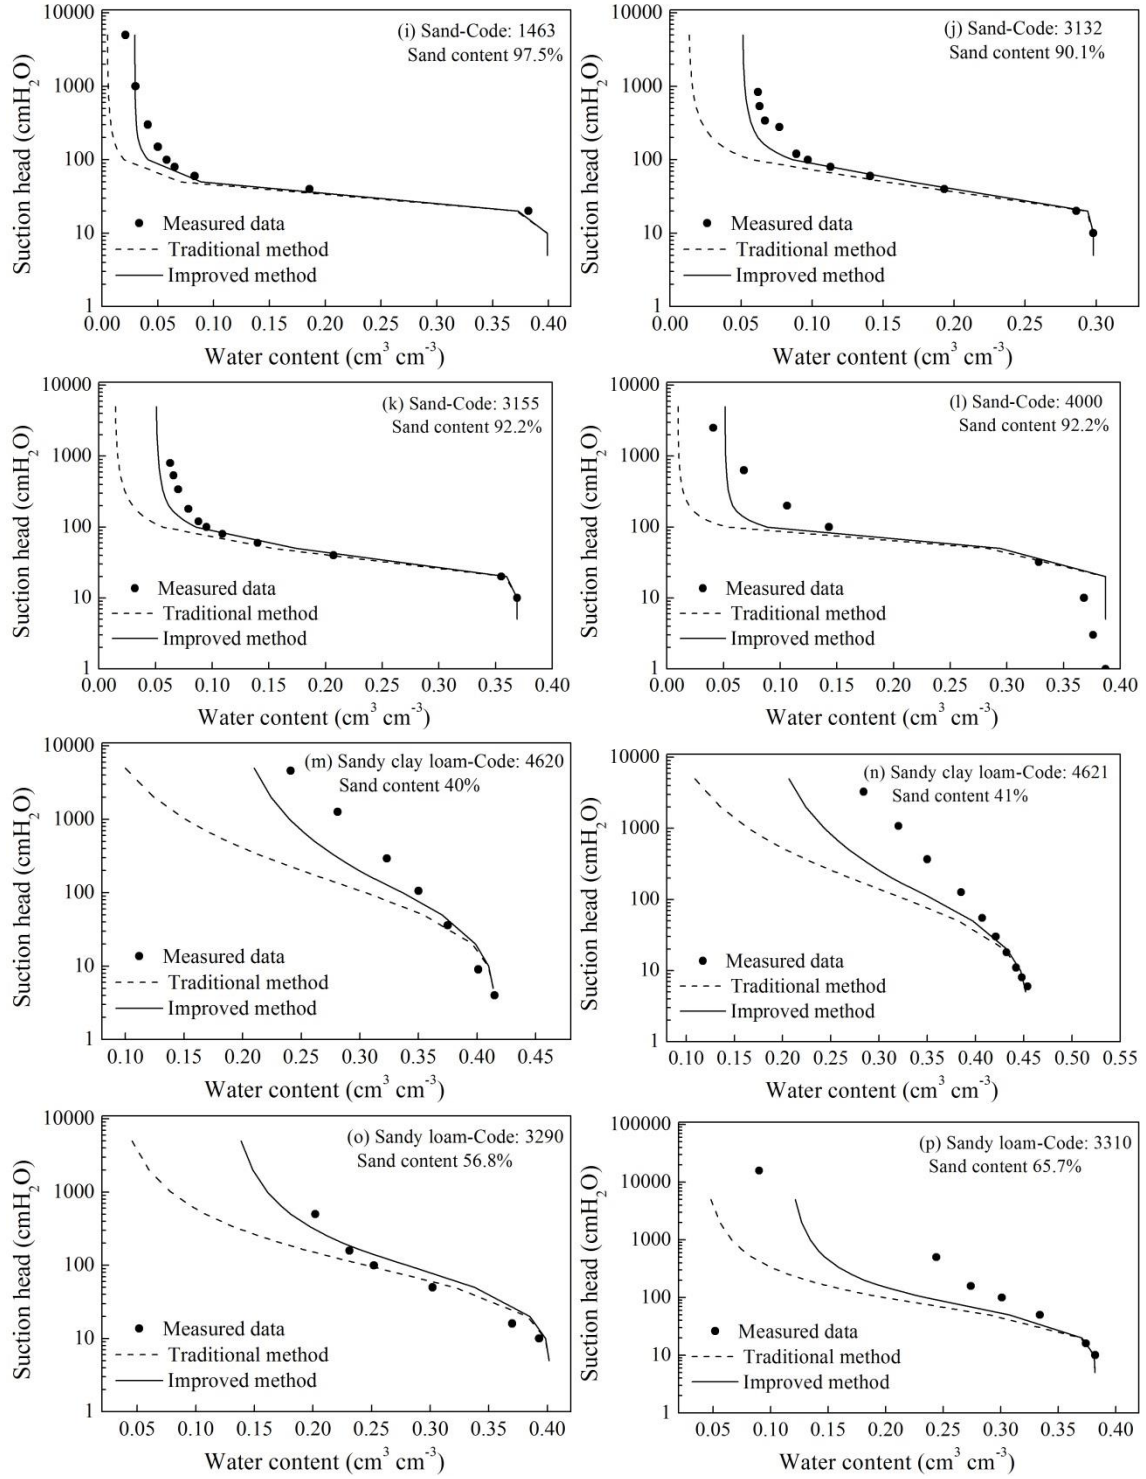 (i) Sand-Code: 1463
Sand content 97.5%
Suction head (cmH₂O)
10000
1000
100
10
1
Measured data
Traditional method
Improved method
0.00 0.05 0.10 0.15 0.20 0.25 0.30 0.35 0.40
Water content (cm³ cm⁻³)
(j) Sand-Code: 3132
Sand content 90.1%
Suction head (cmH₂O)
10000
1000
100
10
1
Measured data
Traditional method
Improved method
0.00 0.05 0.10 0.15 0.20 0.25 0.30
Water content (cm³ cm⁻³)
(k) Sand-Code: 3155
Sand content 92.2%
Suction head (cmH₂O)
10000
1000
100
10
1
Measured data
Traditional method
Improved method
0.00 0.05 0.10 0.15 0.20 0.25 0.30 0.35 0.40
Water content (cm³ cm⁻³)
(l) Sand-Code: 4000
Sand content 92.2%
Suction head (cmH₂O)
10000
1000
100
10
1
Measured data
Traditional method
Improved method
0.00 0.05 0.10 0.15 0.20 0.25 0.30 0.35 0.40
Water content (cm³ cm⁻³)
(m) Sandy clay loam-Code: 4620
Sand content 40%
Suction head (cmH₂O)
10000
1000
100
10
1
Measured data
Traditional method
Improved method
0.10 0.15 0.20 0.25 0.30 0.35 0.40 0.45
Water content (cm³ cm⁻³)
(n) Sandy clay loam-Code: 4621
Sand content 41%
Suction head (cmH₂O)
10000
1000
100
10
1
Measured data
Traditional method
Improved method
0.10 0.15 0.20 0.25 0.30 0.35 0.40 0.45 0.50 0.55
Water content (cm³ cm⁻³)
(o) Sandy loam-Code: 3290
Sand content 56.8%
Suction head (cmH₂O)
10000
1000
100
10
1
Measured data
Traditional method
Improved method
0.05 0.10 0.15 0.20 0.25 0.30 0.35 0.40
Water content (cm³ cm⁻³)
(p) Sandy loam-Code: 3310
Sand content 65.7%
Suction head (cmH₂O)
100000
10000
1000
100
10
1
Measured data
Traditional method
Improved method
0.05 0.10 0.15 0.20 0.25 0.30 0.35 0.40
Water content (cm³ cm⁻³)